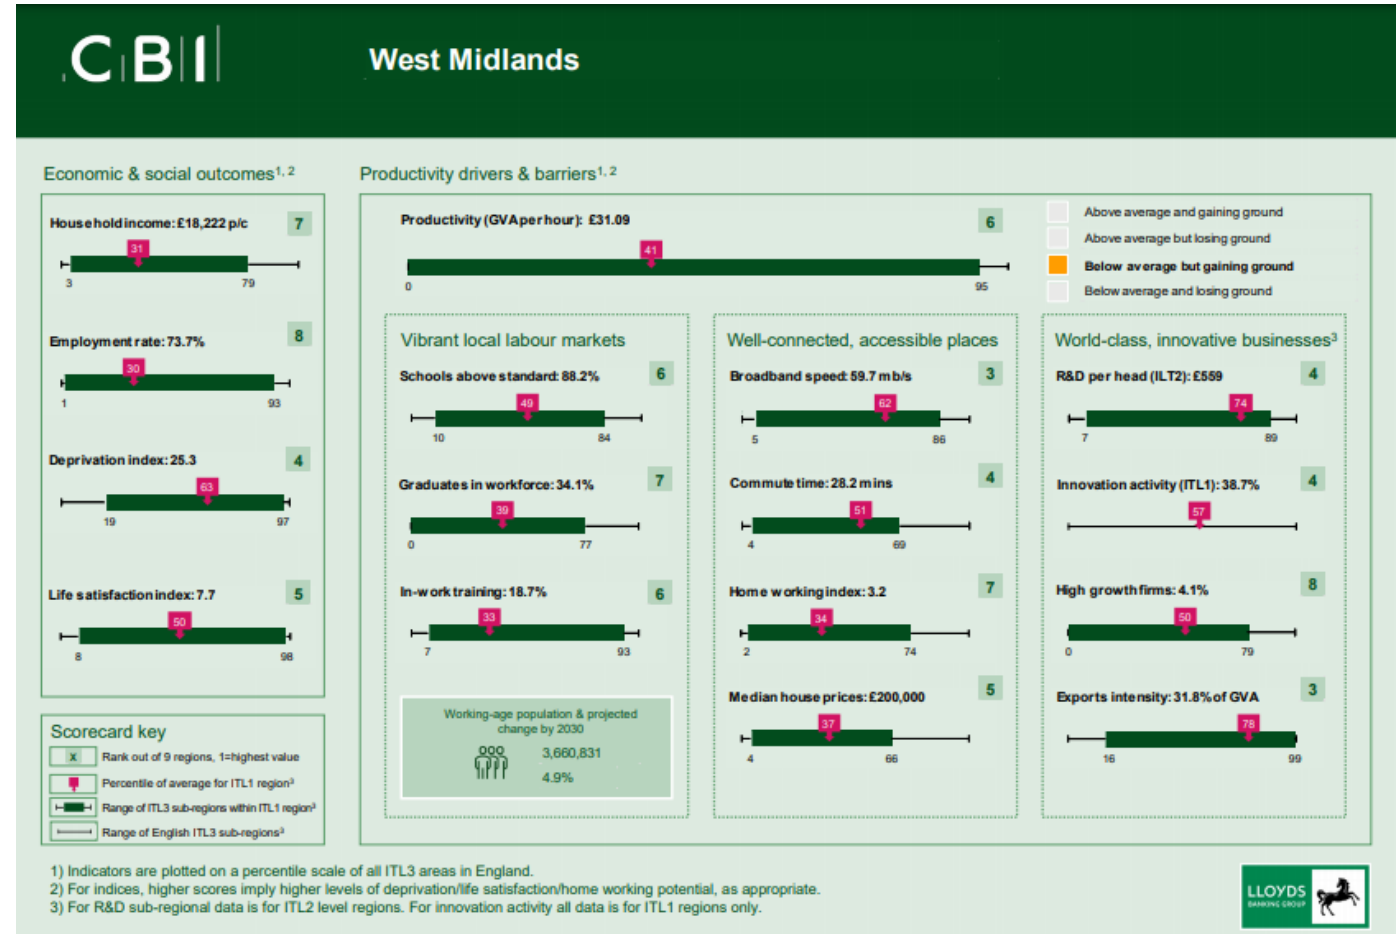 CBI
West Midlands
Economic & social outcomes1, 2
Household income: £18,222 p/c
7
31
3 79
Employment rate: 73.7%
8
30
1 93
Deprivation index: 25.3
4
63
19 97
Life satisfaction index: 7.7
5
50
8 98
Scorecard key
X Rank out of 9 regions, 1=highest value
Percentile of average for ITL1 region3
Range of ITL3 sub-regions within ITL1 region3
Range of English ITL3 sub-regions3
Productivity drivers & barriers1, 2
Productivity (GVA per hour): £31.09
6
41
0 95
Above average and gaining ground
Above average but losing ground
Below average but gaining ground
Below average and losing ground
Vibrant local labour markets
Schools above standard: 88.2%
6
49
10 84
Graduates in workforce: 34.1%
7
39
0 77
In-work training: 18.7%
6
33
7 93
Working-age population & projected
change by 2030
3,660,831
4.9%
Well-connected, accessible places
Broadband speed: 59.7 mb/s
3
62
5 86
Commute time: 28.2 mins
4
51
4 69
Home working index: 3.2
7
34
2 74
Median house prices: £200,000
5
37
4 66
World-class, innovative businesses3
R&D per head (ILT2): £559
4
74
7 89
Innovation activity (ITL1): 38.7%
4
57
High growth firms: 4.1%
8
50
0 79
Exports intensity: 31.8% of GVA
3
78
16 99
1) Indicators are plotted on a percentile scale of all ITL3 areas in England.
2) For indices, higher scores imply higher levels of deprivation/life satisfaction/home working potential, as appropriate.
3) For R&D sub-regional data is for ITL2 level regions. For innovation activity all data is for ITL1 regions only.
LLOYDS
BANKING GROUP